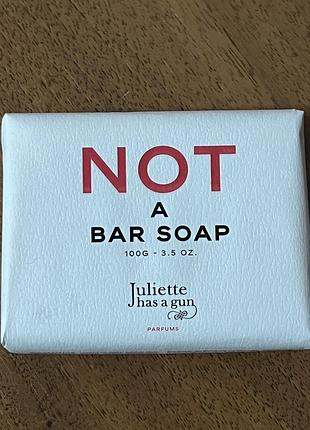 NOT
A
BAR SOAP
100G - 3.5 OZ.
Juliette
has a gun
PARFUMS